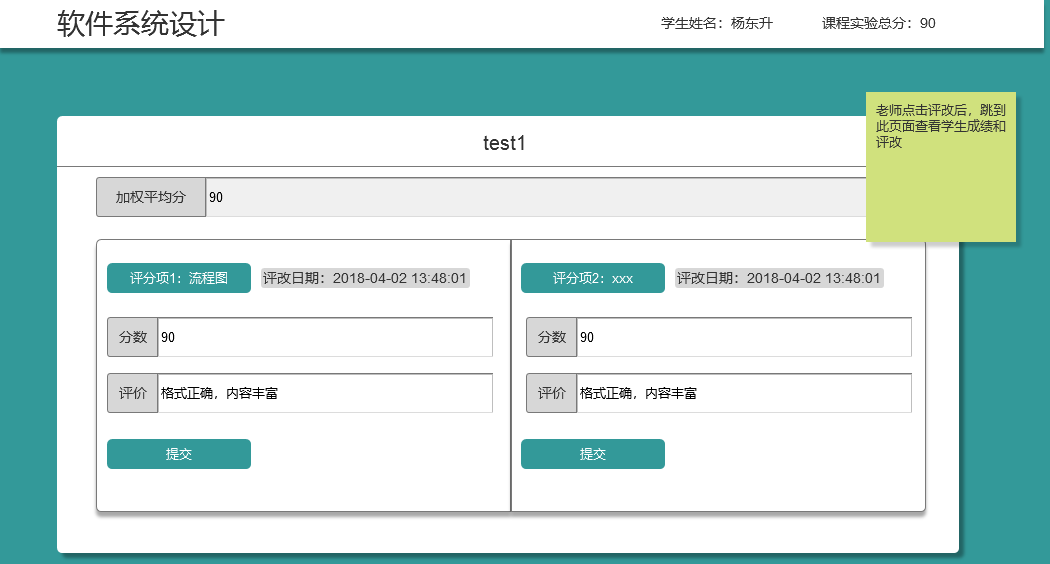 软件系统设计
学生姓名：杨东升
课程实验总分：90
老师点击评改后，跳到
此页面查看学生成绩和
评改
test1
加权平均分
90
评分项1：流程图
评改日期：2018-04-02 13:48:01
分数
90
评价
格式正确，内容丰富
提交
评分项2：xxx
评改日期：2018-04-02 13:48:01
分数
90
评价
格式正确，内容丰富
提交